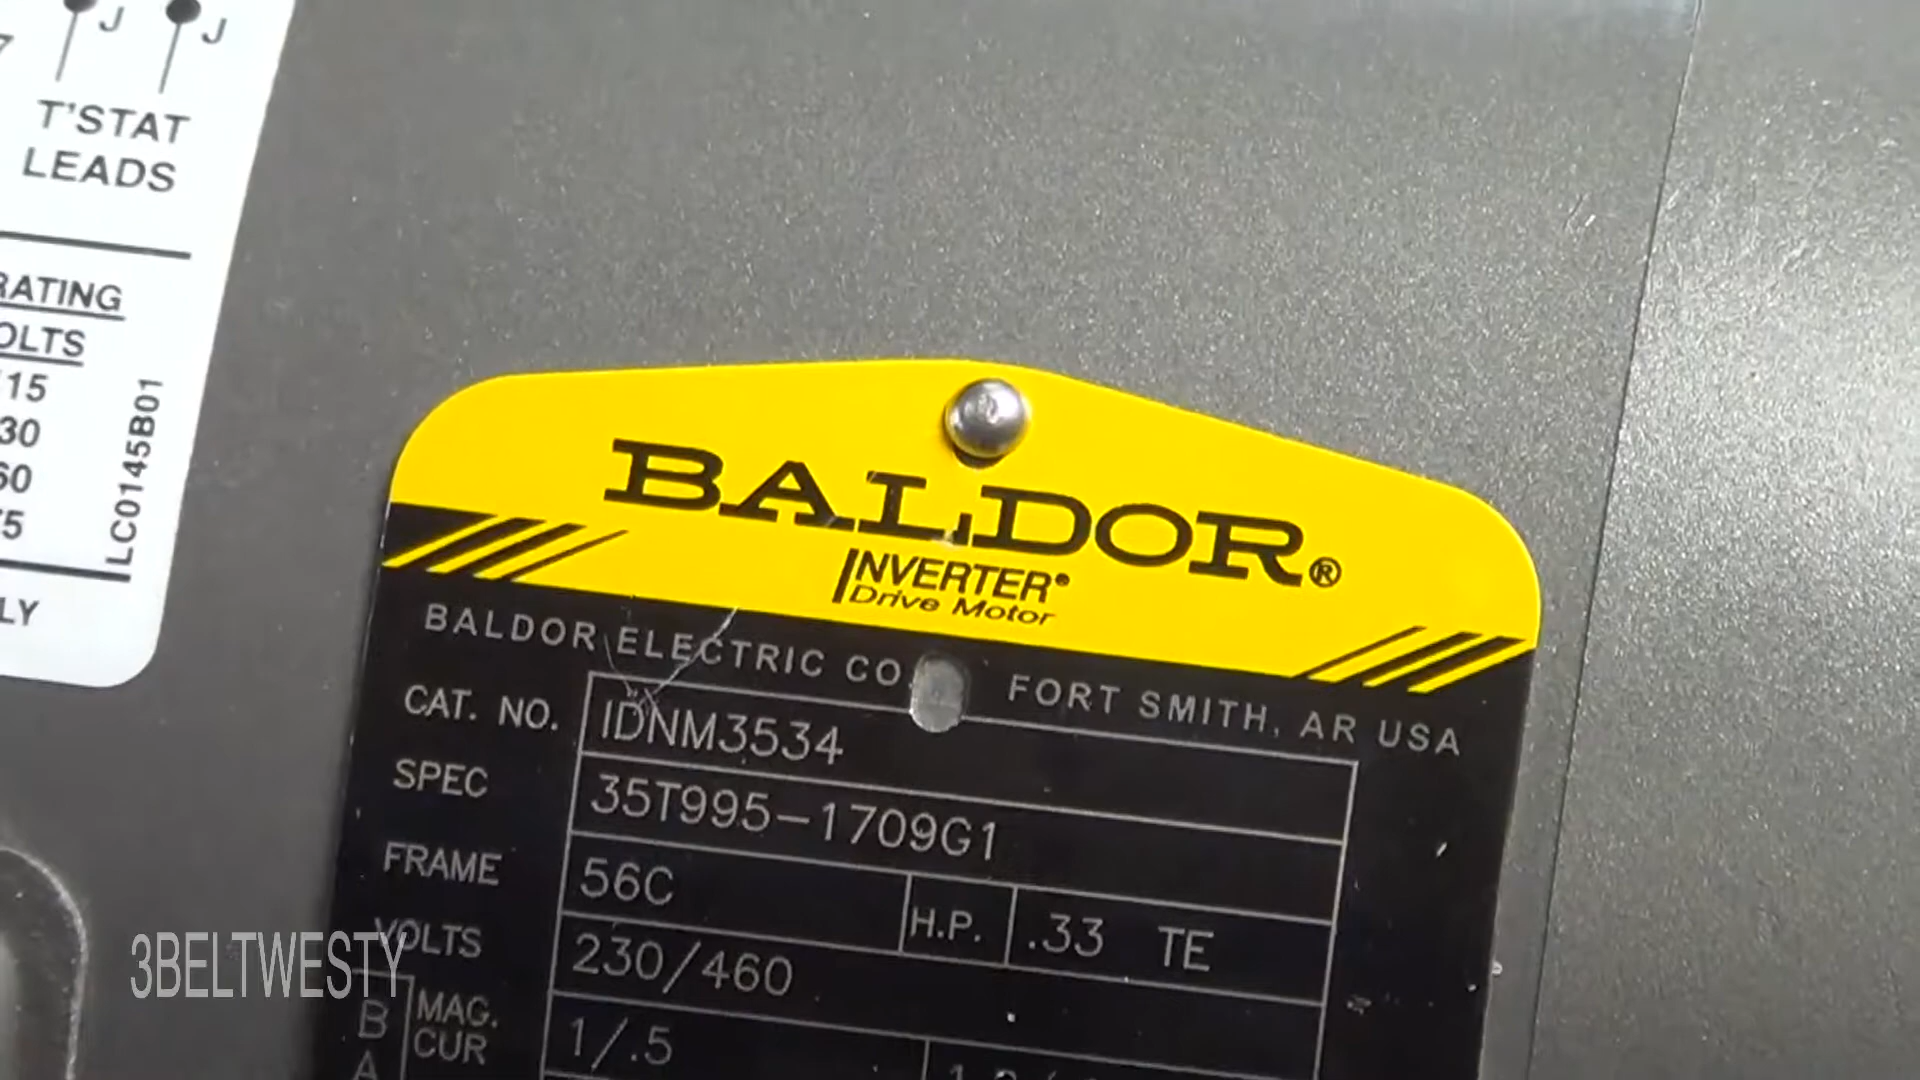 J J
T'STAT
LEADS
RATING
VOLTS
15
30
60
75
LC0145B01
LY
BALDOR®
INVERTER®
Drive Motor
BALDOR ELECTRIC CO. FORT SMITH, AR USA
CAT. NO. IDNM3534
SPEC 35T995-1709G1
FRAME 56C H.P. .33 TE
VOLTS 230/460
MAG. CUR 1/.5
3BELTWESTY